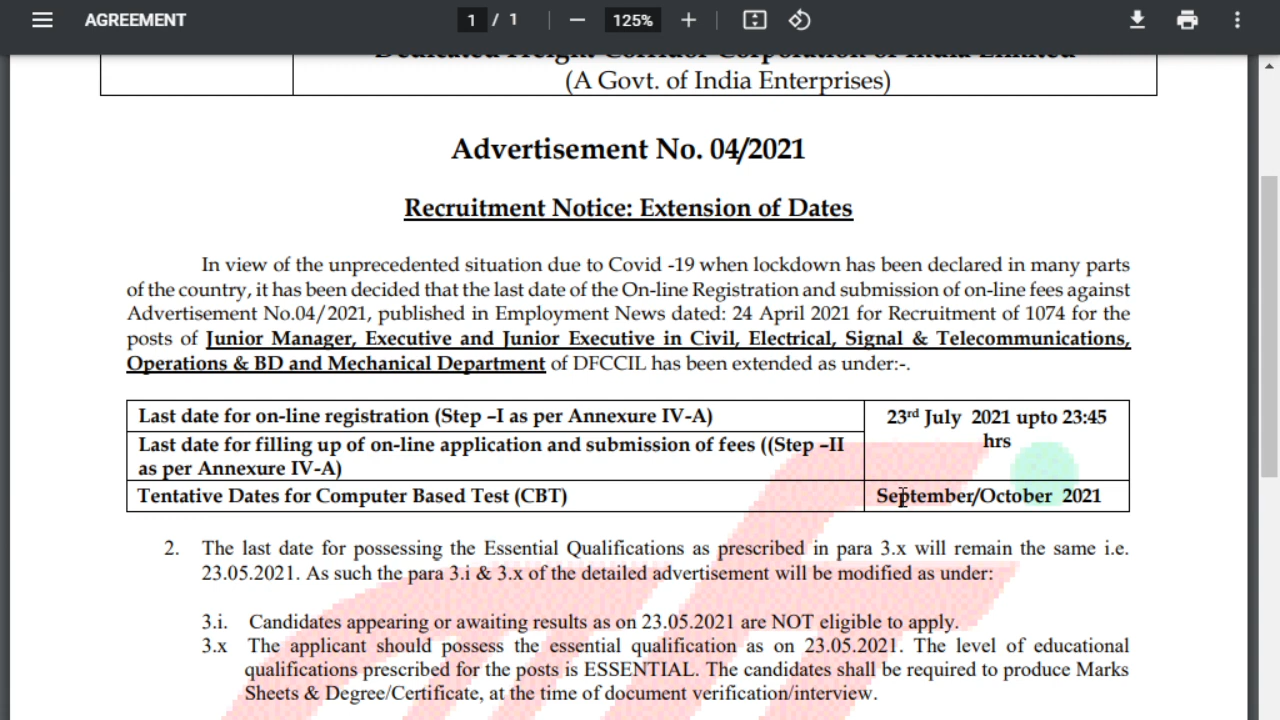 AGREEMENT
1 / 1
125%
Dedicated Freight Corridor Corporation of India Limited
(A Govt. of India Enterprises)
Advertisement No. 04/2021
Recruitment Notice: Extension of Dates
In view of the unprecedented situation due to Covid -19 when lockdown has been declared in many parts
of the country, it has been decided that the last date of the On-line Registration and submission of on-line fees against
Advertisement No.04/2021, published in Employment News dated: 24 April 2021 for Recruitment of 1074 for the
posts of Junior Manager, Executive and Junior Executive in Civil, Electrical, Signal & Telecommunications,
Operations & BD and Mechanical Department of DFCCIL has been extended as under:-.
Last date for on-line registration (Step –I as per Annexure IV-A)
23rd July 2021 upto 23:45
hrs
Last date for filling up of on-line application and submission of fees ((Step –II
as per Annexure IV-A)
Tentative Dates for Computer Based Test (CBT)
September/October 2021
2. The last date for possessing the Essential Qualifications as prescribed in para 3.x will remain the same i.e.
23.05.2021. As such the para 3.i & 3.x of the detailed advertisement will be modified as under:
3.i. Candidates appearing or awaiting results as on 23.05.2021 are NOT eligible to apply.
3.x The applicant should possess the essential qualification as on 23.05.2021. The level of educational
qualifications prescribed for the posts is ESSENTIAL. The candidates shall be required to produce Marks
Sheets & Degree/Certificate, at the time of document verification/interview.